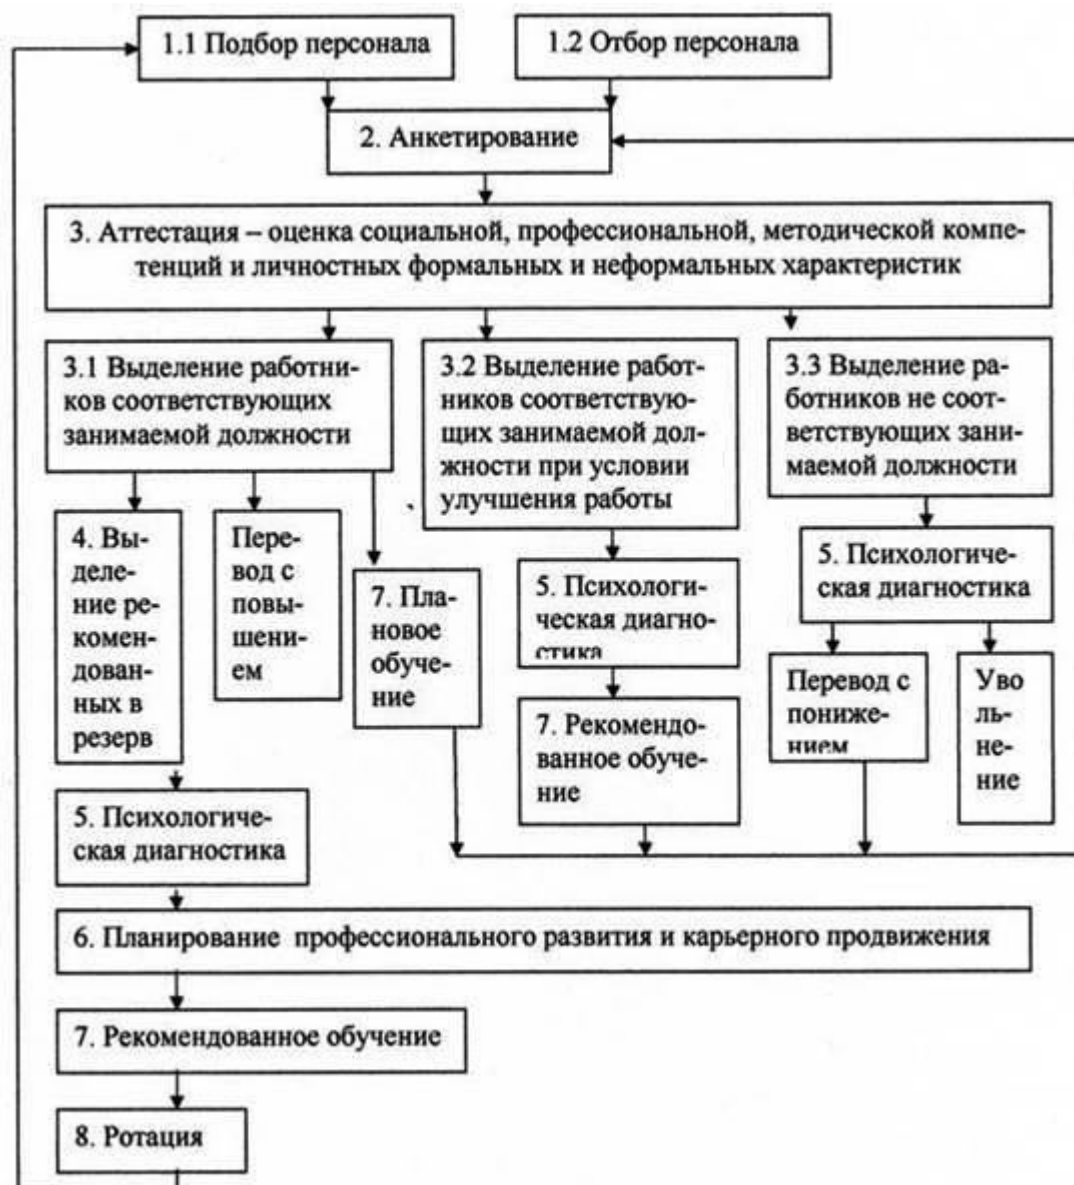 1.1 Подбор персонала
1.2 Отбор персонала
2. Анкетирование
3. Аттестация – оценка социальной, профессиональной, методической компе-
тенций и личностных формальных и неформальных характеристик
3.1 Выделение работни-
ков соответствующих
занимаемой должности
3.2 Выделение работ-
ников соответствую-
щих занимаемой дол-
жности при условии
улучшения работы
3.3 Выделение ра-
ботников не соот-
ветствующих зани-
маемой должности
4. Вы-
деле-
ние ре-
комен-
дован-
ных в
резерв
Пере-
вод с
повы-
шени-
ем
7. Пла-
новое
обуче-
ние
5. Психологи-
ческая диагно-
стика
7. Рекомендо-
ванное обуче-
ние
5. Психологиче-
ская диагностика
Перевод с
пониже-
нием
Уво
ль-
не-
ние
5. Психологиче-
ская диагностика
6. Планирование профессионального развития и карьерного продвижения
7. Рекомендованное обучение
8. Ротация